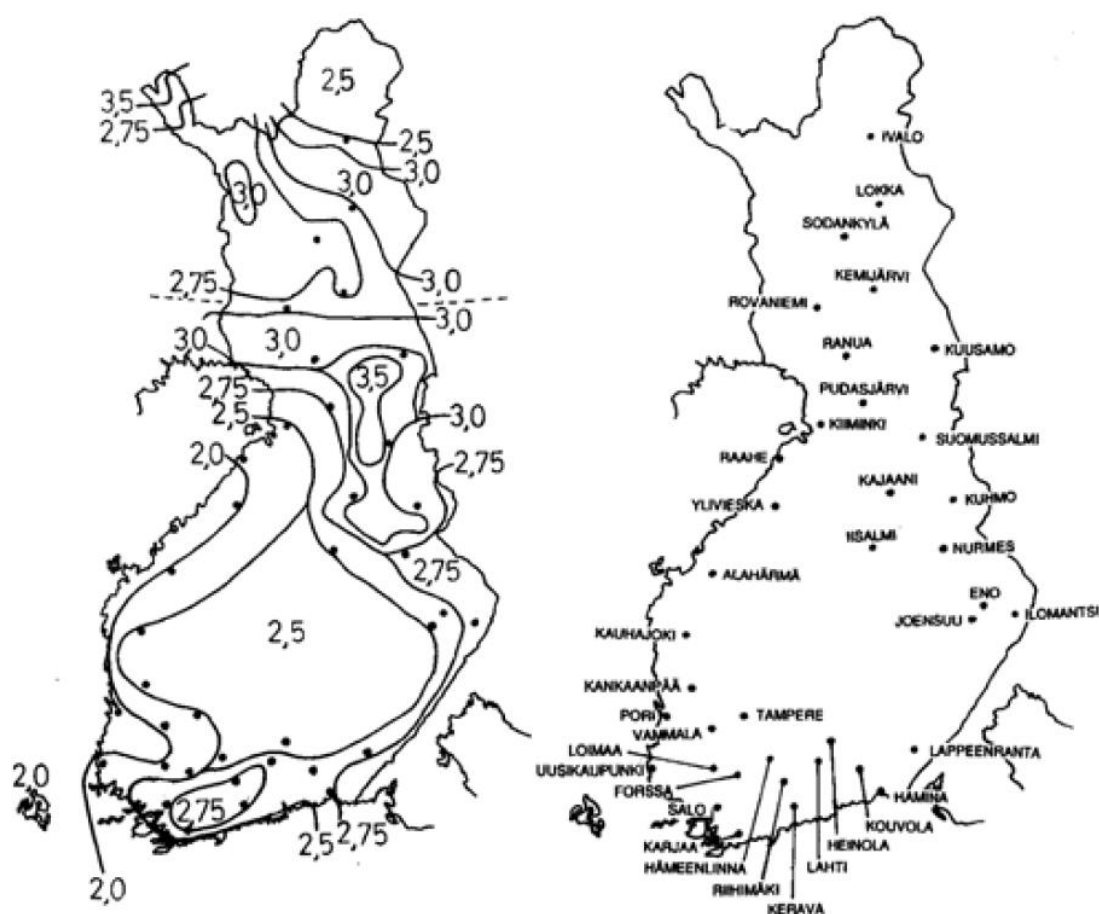 2,5
3,5
2,75
2,5
3,0
3,0
3,0
2,75
3,0
3,0
3,0
3,0
3,5
2,75
2,5
3,0
2,0
2,75
2,75
2,5
2,0
2,75
2,5
2,75
2,0
IVALO
LOKKA
SODANKYLÄ
KEMIJÄRVI
ROVANIEMI
RANUA
KUUSAMO
PUDASJÄRVI
KIIMINKI
SUOMUSSALMI
RAAHE
KAJAANI
YLIVIESKA
KUHMO
IISALMI
NURMES
ALAHÄRMÄ
ENO
ILOMANTSI
JOENSUU
KAUHAJOKI
KANKAANPÄÄ
PORI
TAMPERE
VAMMALA
LOIMAA
LAPPEENRANTA
UUSIKAUPUNKI
FORSSA
HAMINA
SALO
KOUVOLA
KARJAA
HEINOLA
HÄMEENLINNA
LAHTI
RIIHIMÄKI
KERAVA